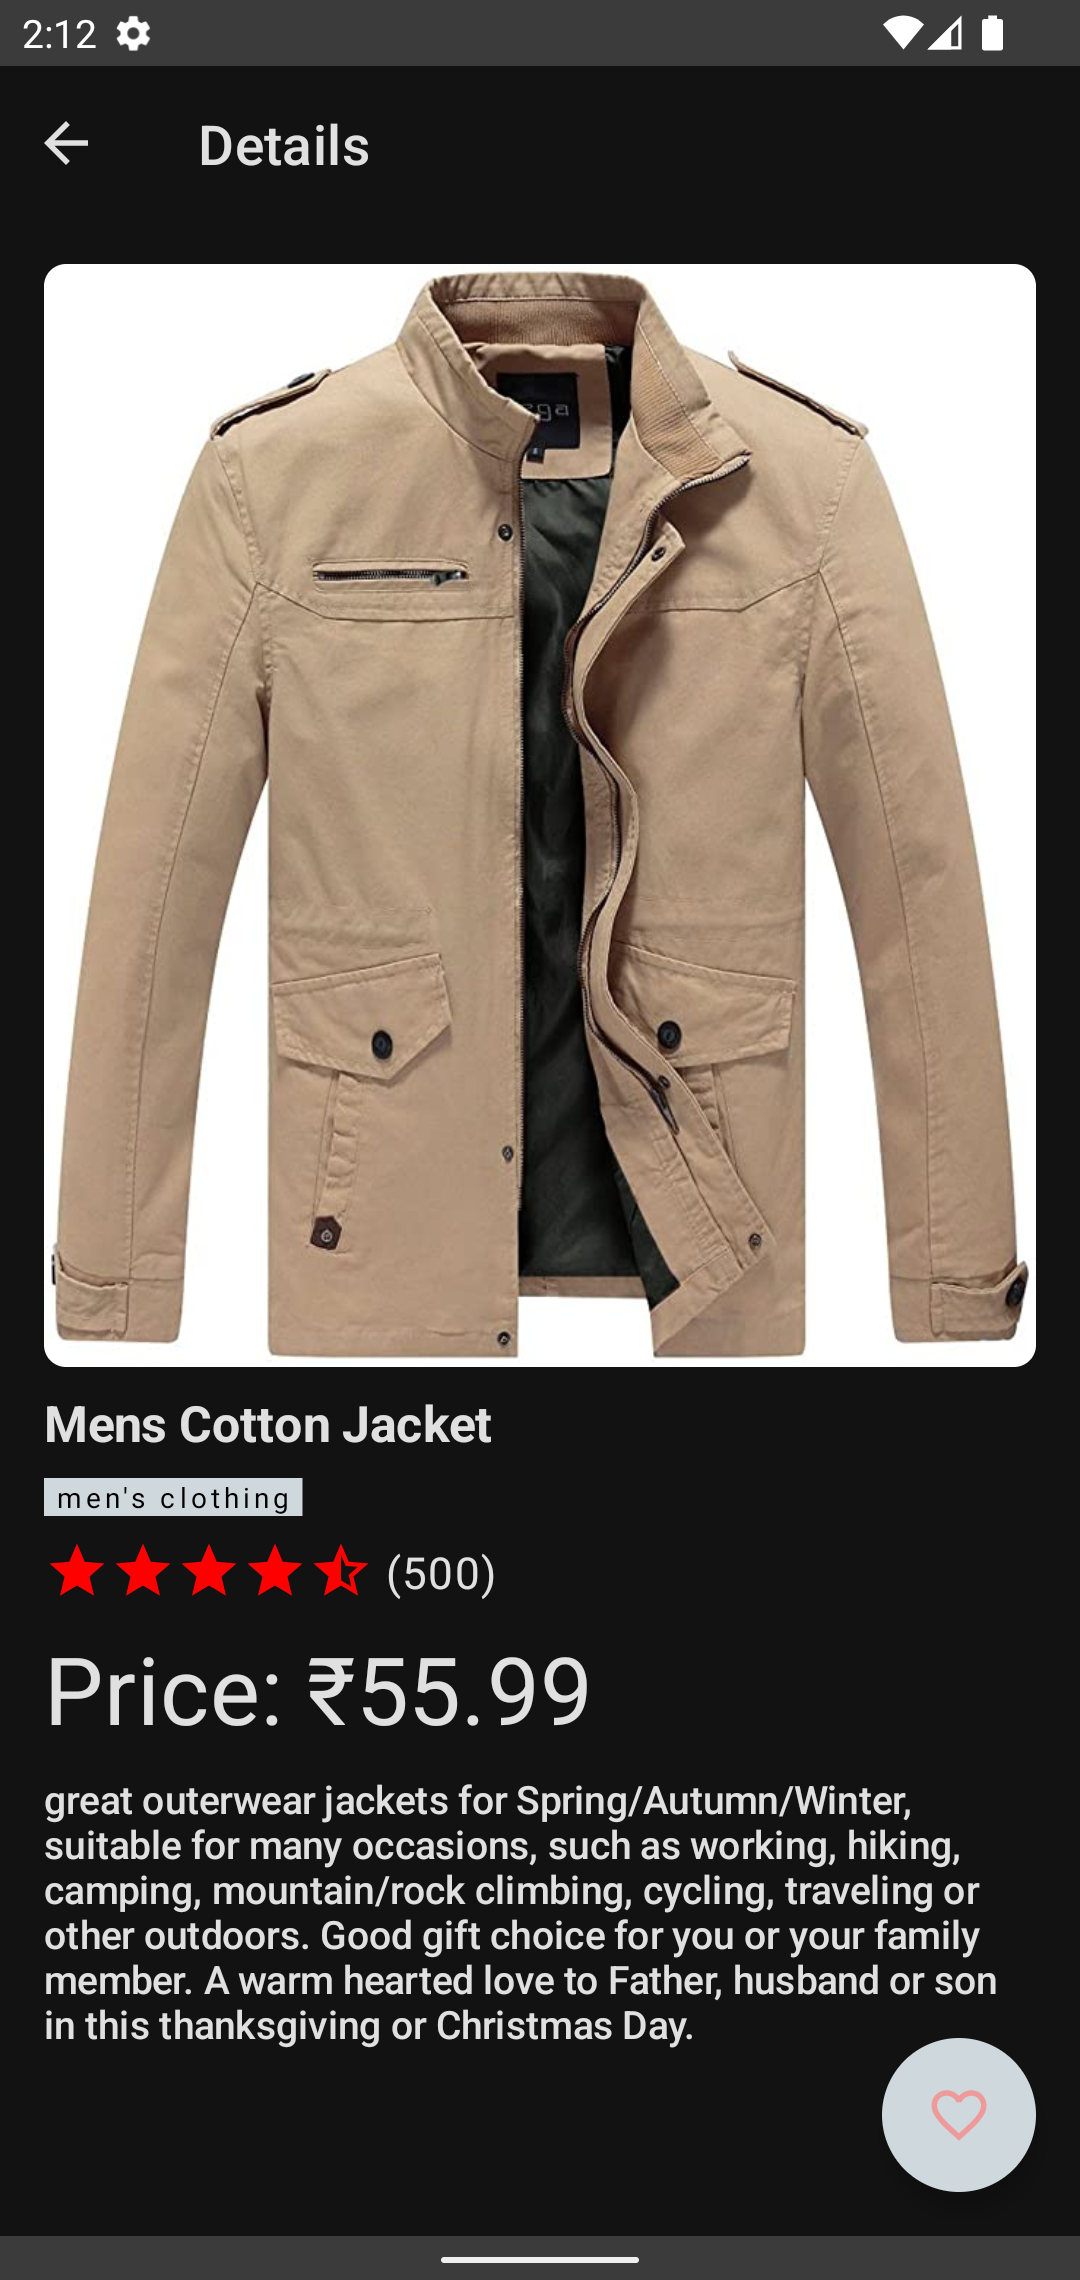 2:12
Details
Mens Cotton Jacket
men's clothing
(500)
Price: ₹55.99
great outerwear jackets for Spring/Autumn/Winter,
suitable for many occasions, such as working, hiking,
camping, mountain/rock climbing, cycling, traveling or
other outdoors. Good gift choice for you or your family
member. A warm hearted love to Father, husband or son
in this thanksgiving or Christmas Day.